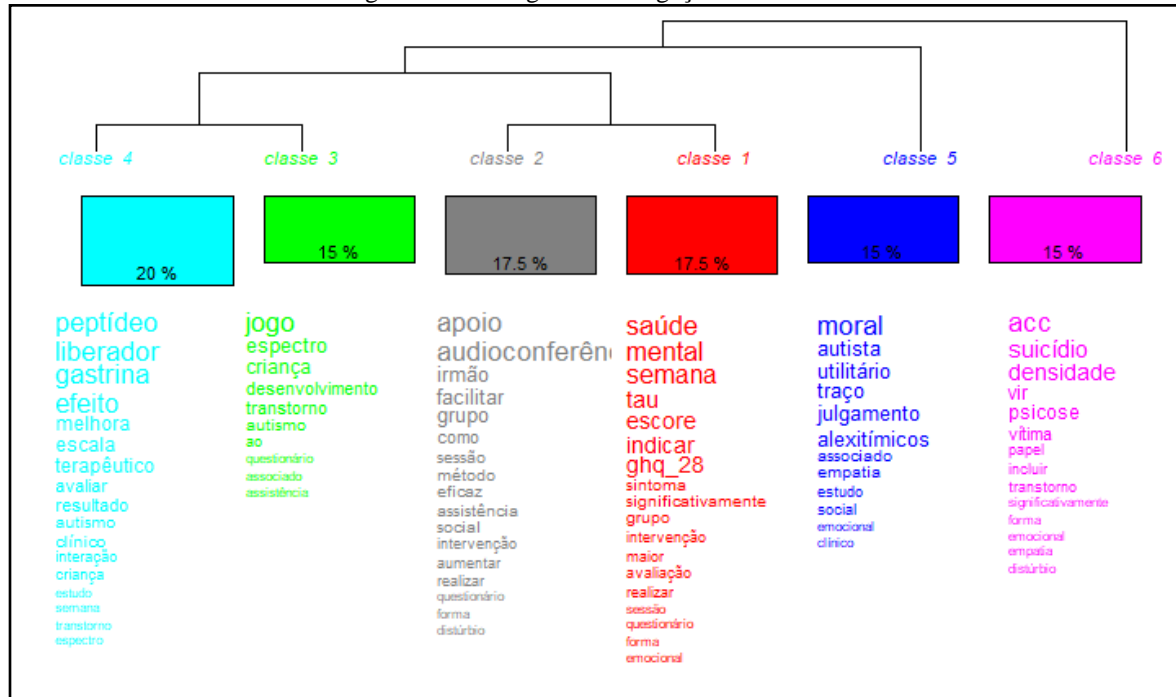 classe 4
classe 3
classe 2
classe 1
classe 5
classe 6
20 %
15 %
17.5 %
17.5 %
15 %
15 %
peptídeo
liberador
gastrina
efeito
melhora
escala
terapêutico
avaliar
resultado
autismo
clínico
interação
criança
estudo
semana
transtorno
espectro
jogo
espectro
criança
desenvolvimento
transtorno
autismo
ao
questionário
associado
assistência
apoio
audioconferên
irmão
facilitar
grupo
como
sessão
método
eficaz
assistência
social
intervenção
aumentar
realizar
questionário
forma
distúrbio
saúde
mental
semana
tau
escore
indicar
ghq_28
sintoma
significativamente
grupo
intervenção
maior
avaliação
realizar
sessão
questionário
forma
emocional
moral
autista
utilitário
traço
julgamento
alexitímicos
associado
empatia
estudo
social
emocional
clínico
acc
suicídio
densidade
vir
psicose
vítima
papel
incluir
transtorno
significativamente
forma
emocional
empatia
distúrbio